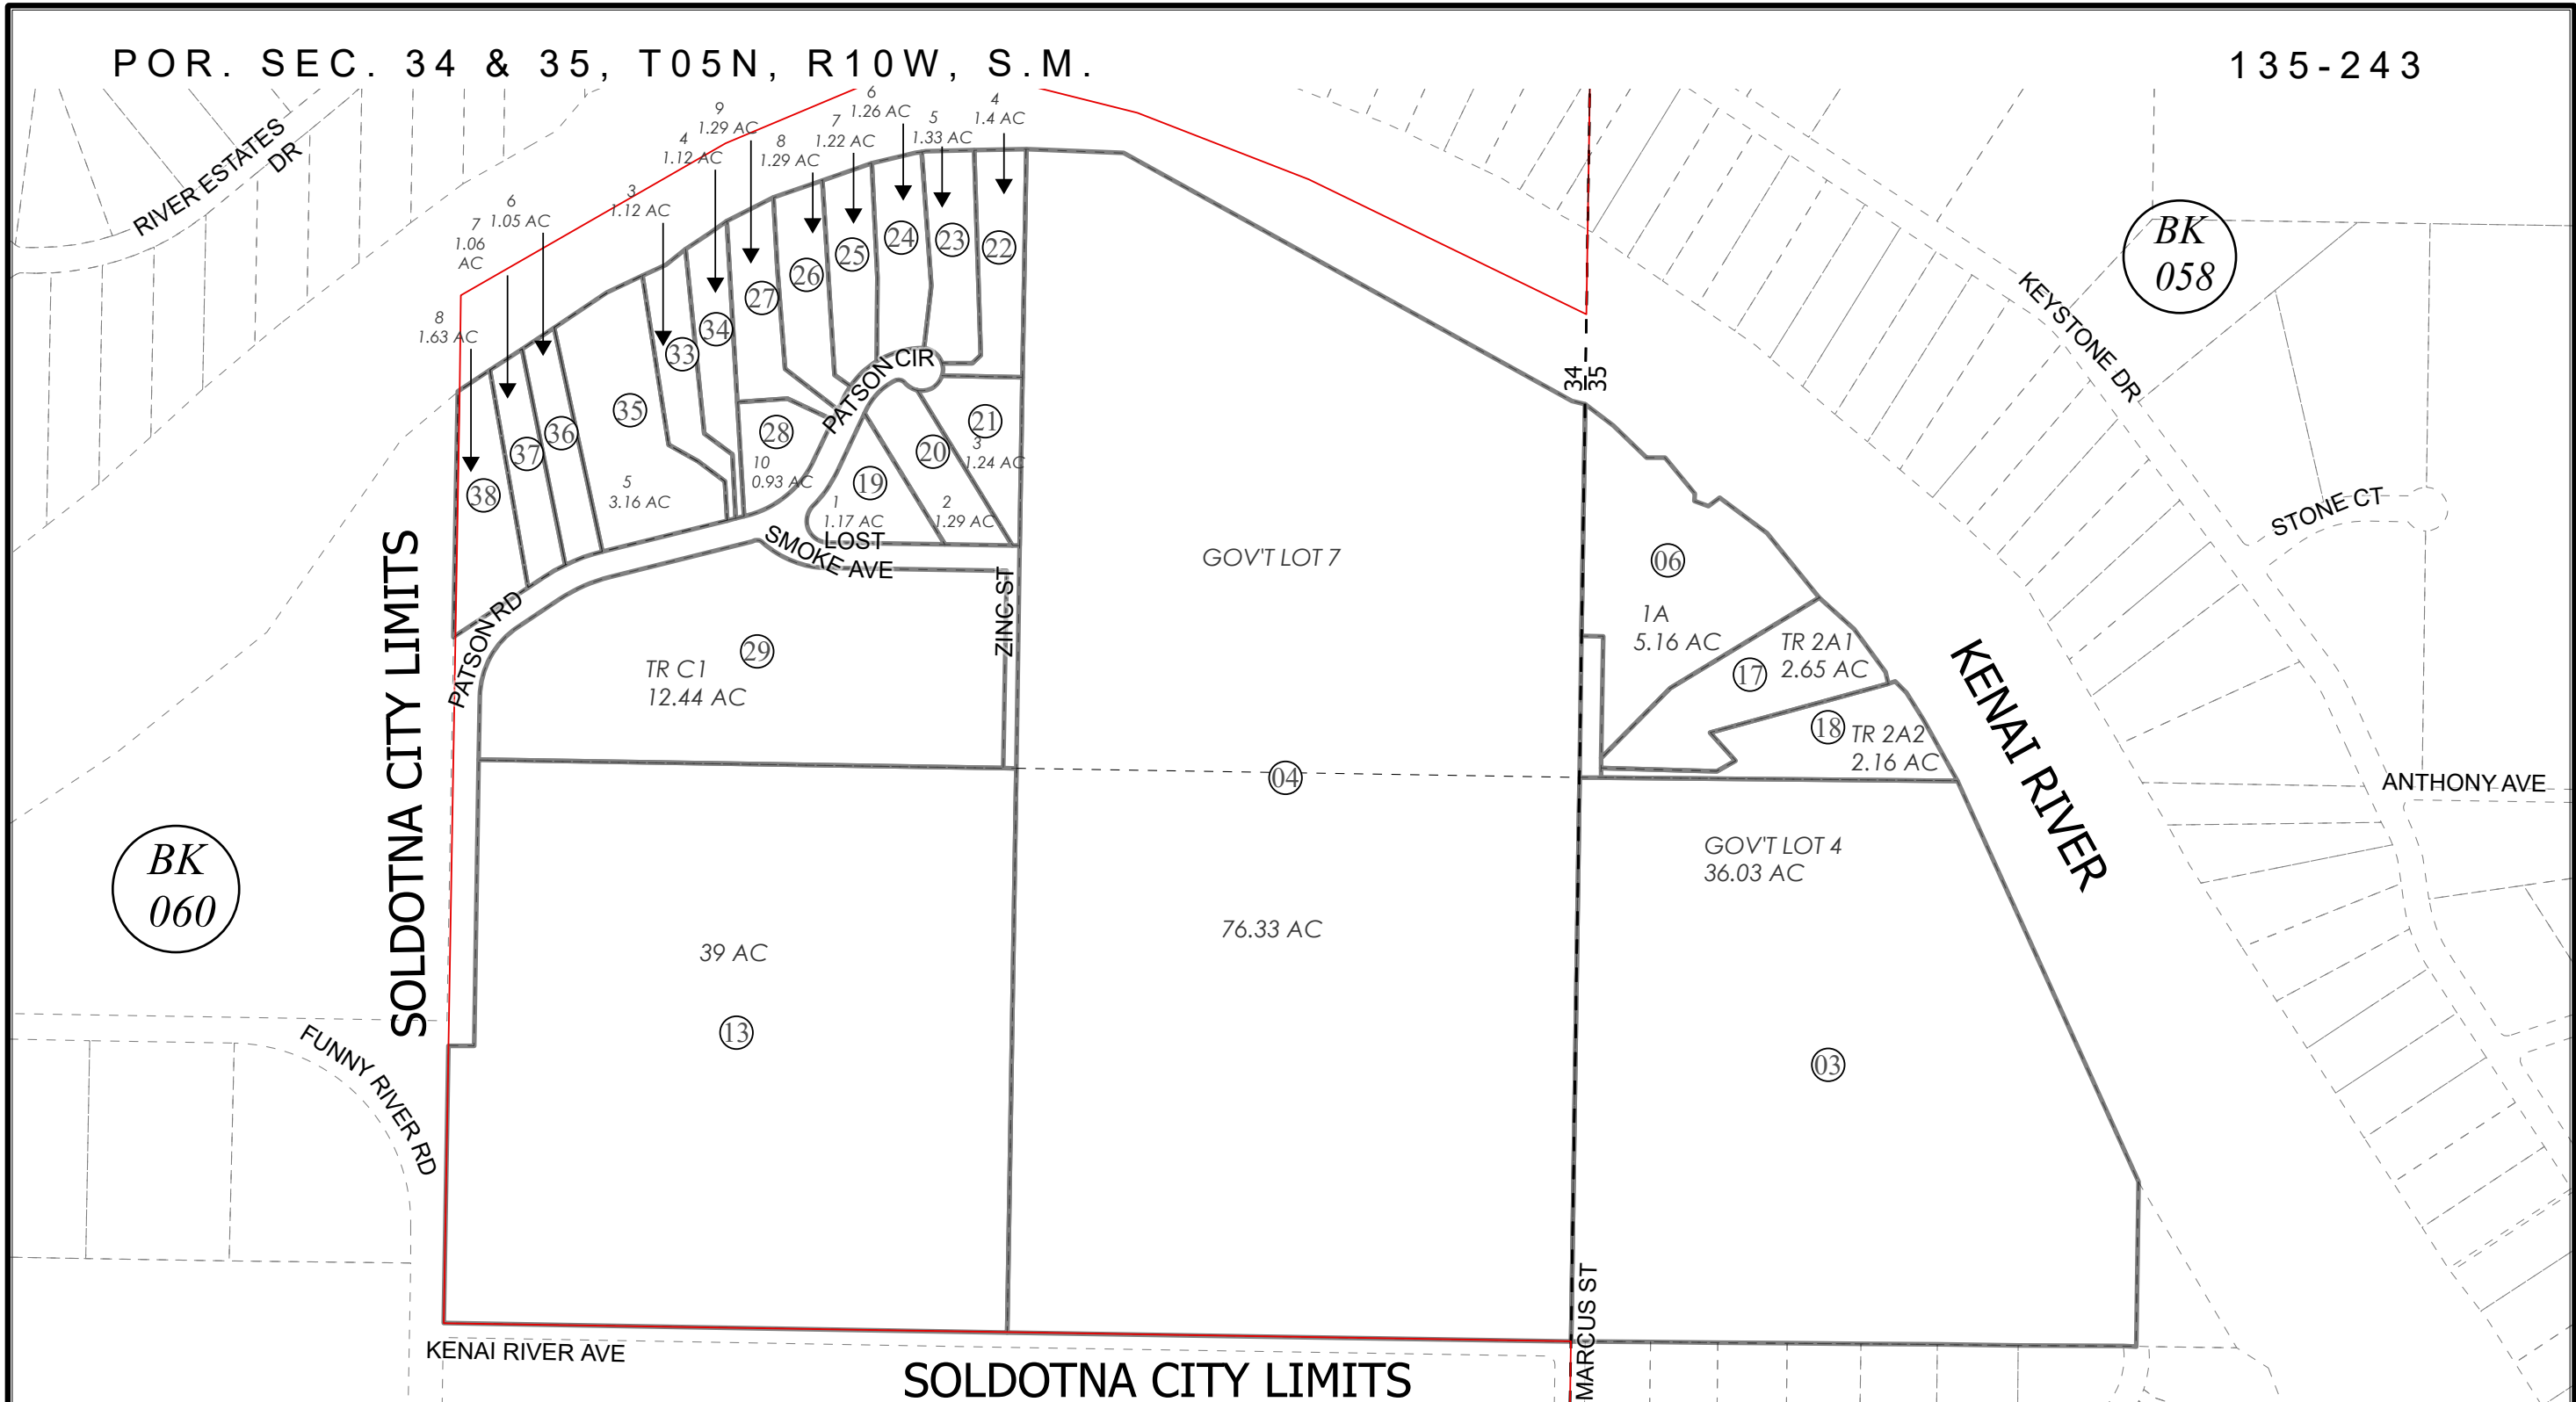 POR. SEC. 34 & 35, T05N, R10W, S.M.
135-243
RIVER ESTATES
DR
9
1.29 AC
6
1.26 AC
4
1.4 AC
7
1.22 AC
5
1.33 AC
4
1.12 AC
8
1.29 AC
3
1.12 AC
6
1.05 AC
7
1.06
AC
8
1.63 AC
22
23
24
25
26
27
34
33
35
36
37
38
5
3.16 AC
28
10
0.93 AC
PATSON CIR
19
1
1.17 AC
20
2
1.29 AC
21
3
1.24 AC
LOST
SMOKE AVE
PATSON RD
ZINC ST
29
TR C1
12.44 AC
GOV'T LOT 7
04
76.33 AC
39 AC
13
34
35
06
1A
5.16 AC
17
TR 2A1
2.65 AC
18
TR 2A2
2.16 AC
GOV'T LOT 4
36.03 AC
03
KENAI RIVER
KEYSTONE DR
BK
058
STONE CT
ANTHONY AVE
BK
060
SOLDOTNA CITY LIMITS
FUNNY RIVER RD
KENAI RIVER AVE
SOLDOTNA CITY LIMITS
MARCUS ST